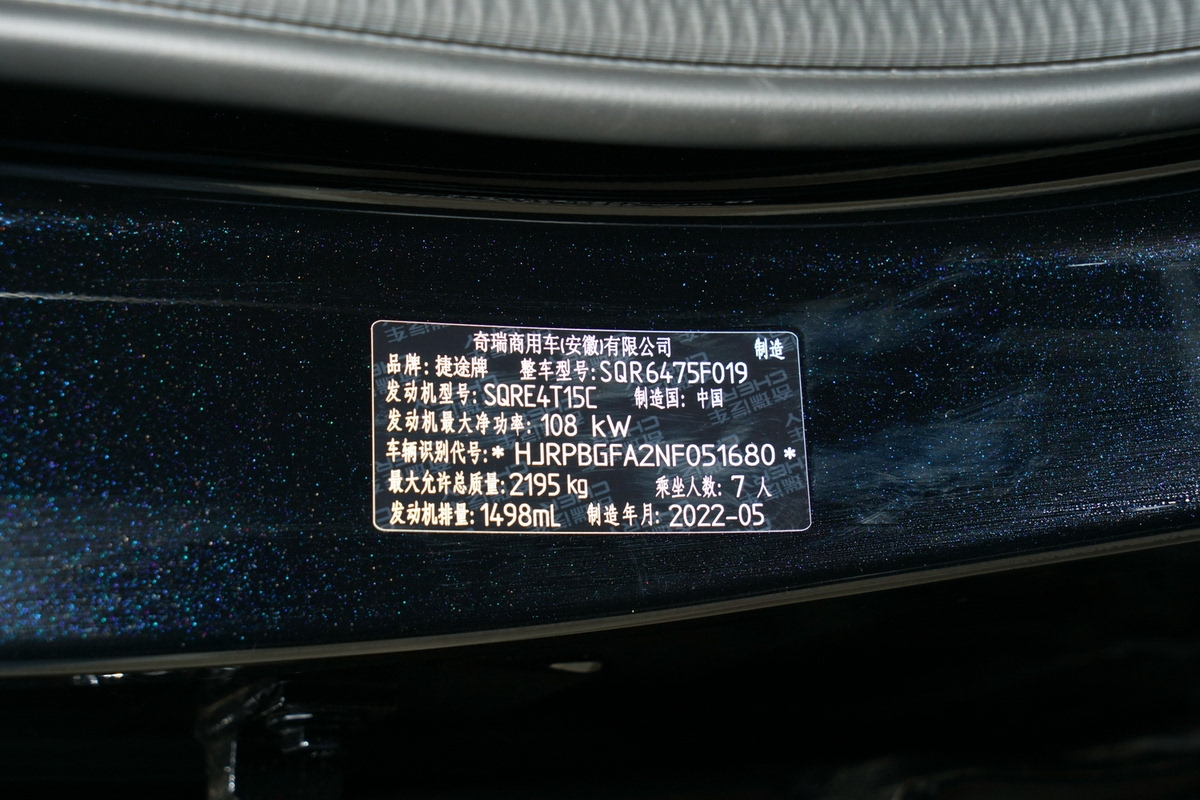 奇瑞商用车(安徽)有限公司 制造
品牌: 捷途牌 整车型号: SQR6475F019
发动机型号: SQRE4T15C 制造国: 中国
发动机最大净功率: 108 kW
车辆识别代号: * HJRPBGFA2NF051680 *
最大允许总质量: 2195 kg 乘坐人数: 7 人
发动机排量: 1498mL 制造年月: 2022-05